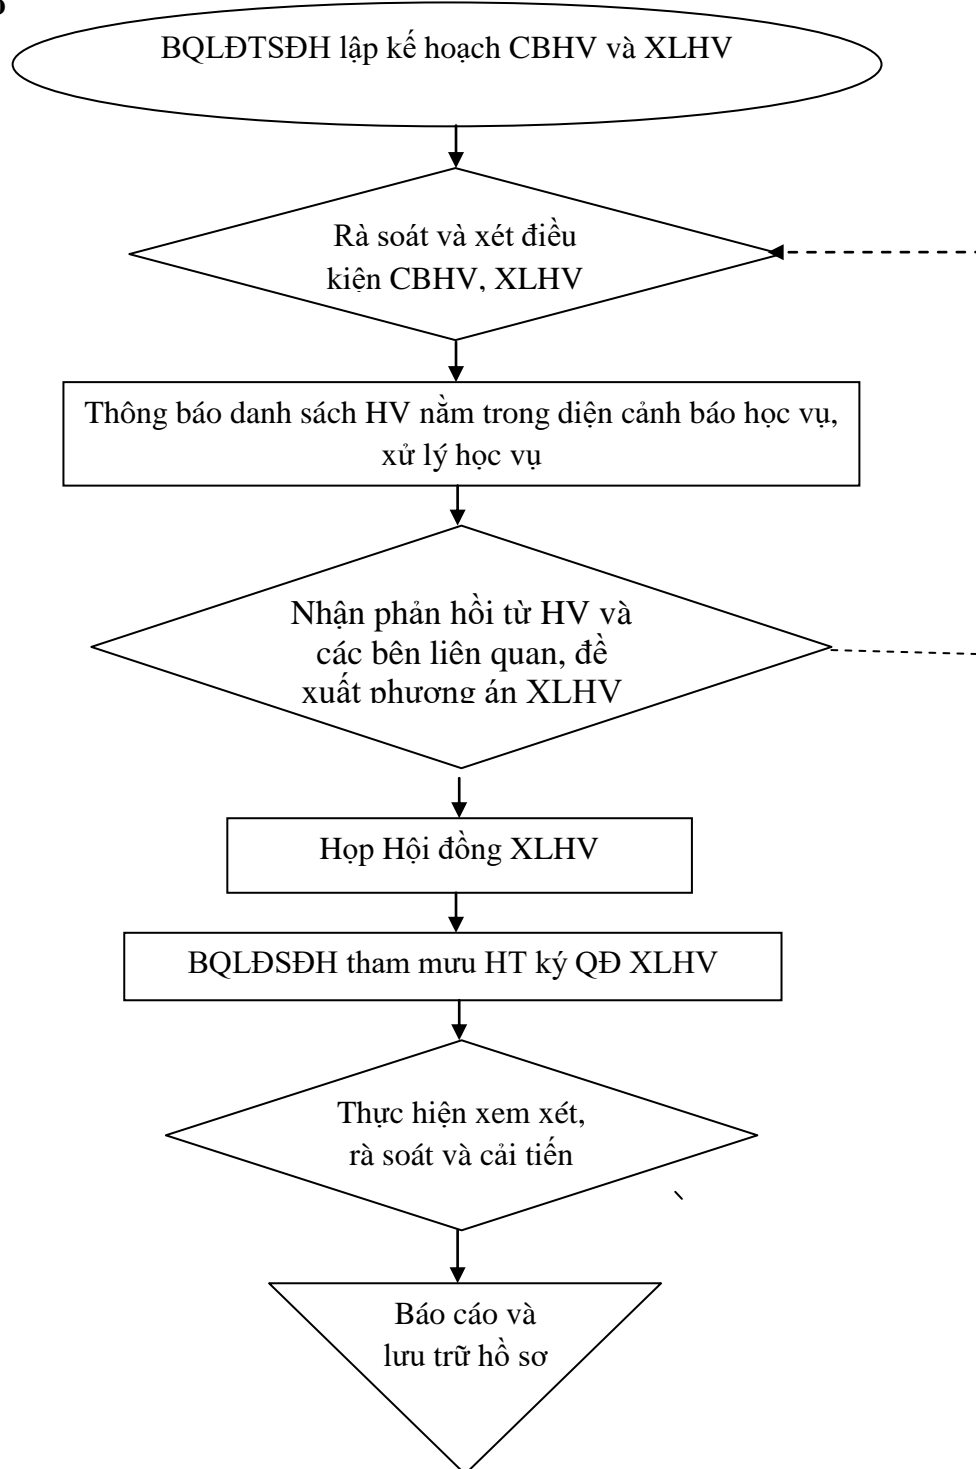 BQLĐTSĐH lập kế hoạch CBHV và XLHV
Rà soát và xét điều
kiện CBHV, XLHV
Thông báo danh sách HV nằm trong diện cảnh báo học vụ,
xử lý học vụ
Nhận phản hồi từ HV và
các bên liên quan, đề
xuất phương án XLHV
Họp Hội đồng XLHV
BQLĐSĐH tham mưu HT ký QĐ XLHV
Thực hiện xem xét,
rà soát và cải tiến
Báo cáo và
lưu trữ hồ sơ